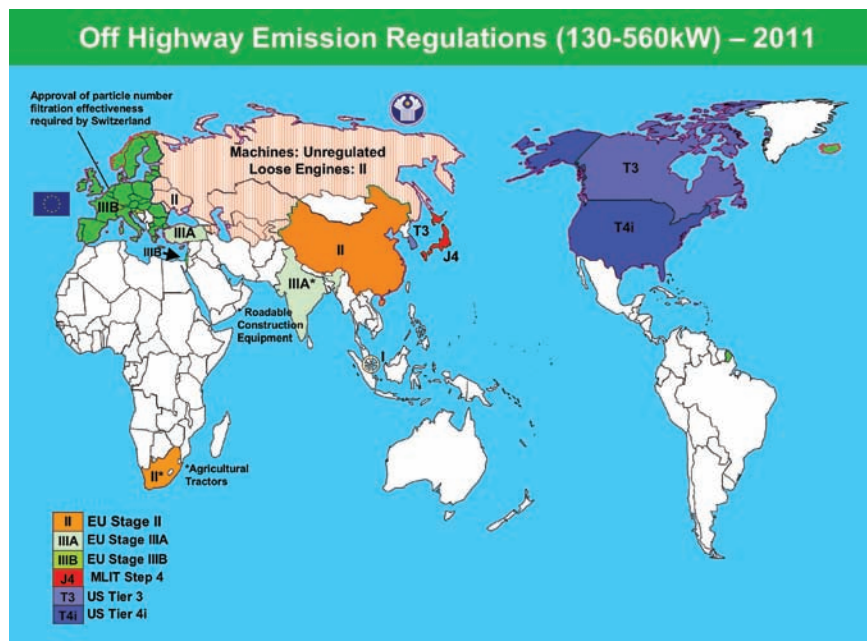 Off Highway Emission Regulations (130-560kW) – 2011
Approval of particle number
filtration effectiveness
required by Switzerland
Machines: Unregulated
Loose Engines: II
IIIB
II
IIIA
IIIB
II
T3
J4
IIIA*
* Roadable
Construction
Equipment
I
II*
*Agricultural
Tractors
T3
T4i
II EU Stage II
IIIA EU Stage IIIA
IIIB EU Stage IIIB
J4 MLIT Step 4
T3 US Tier 3
T4i US Tier 4i